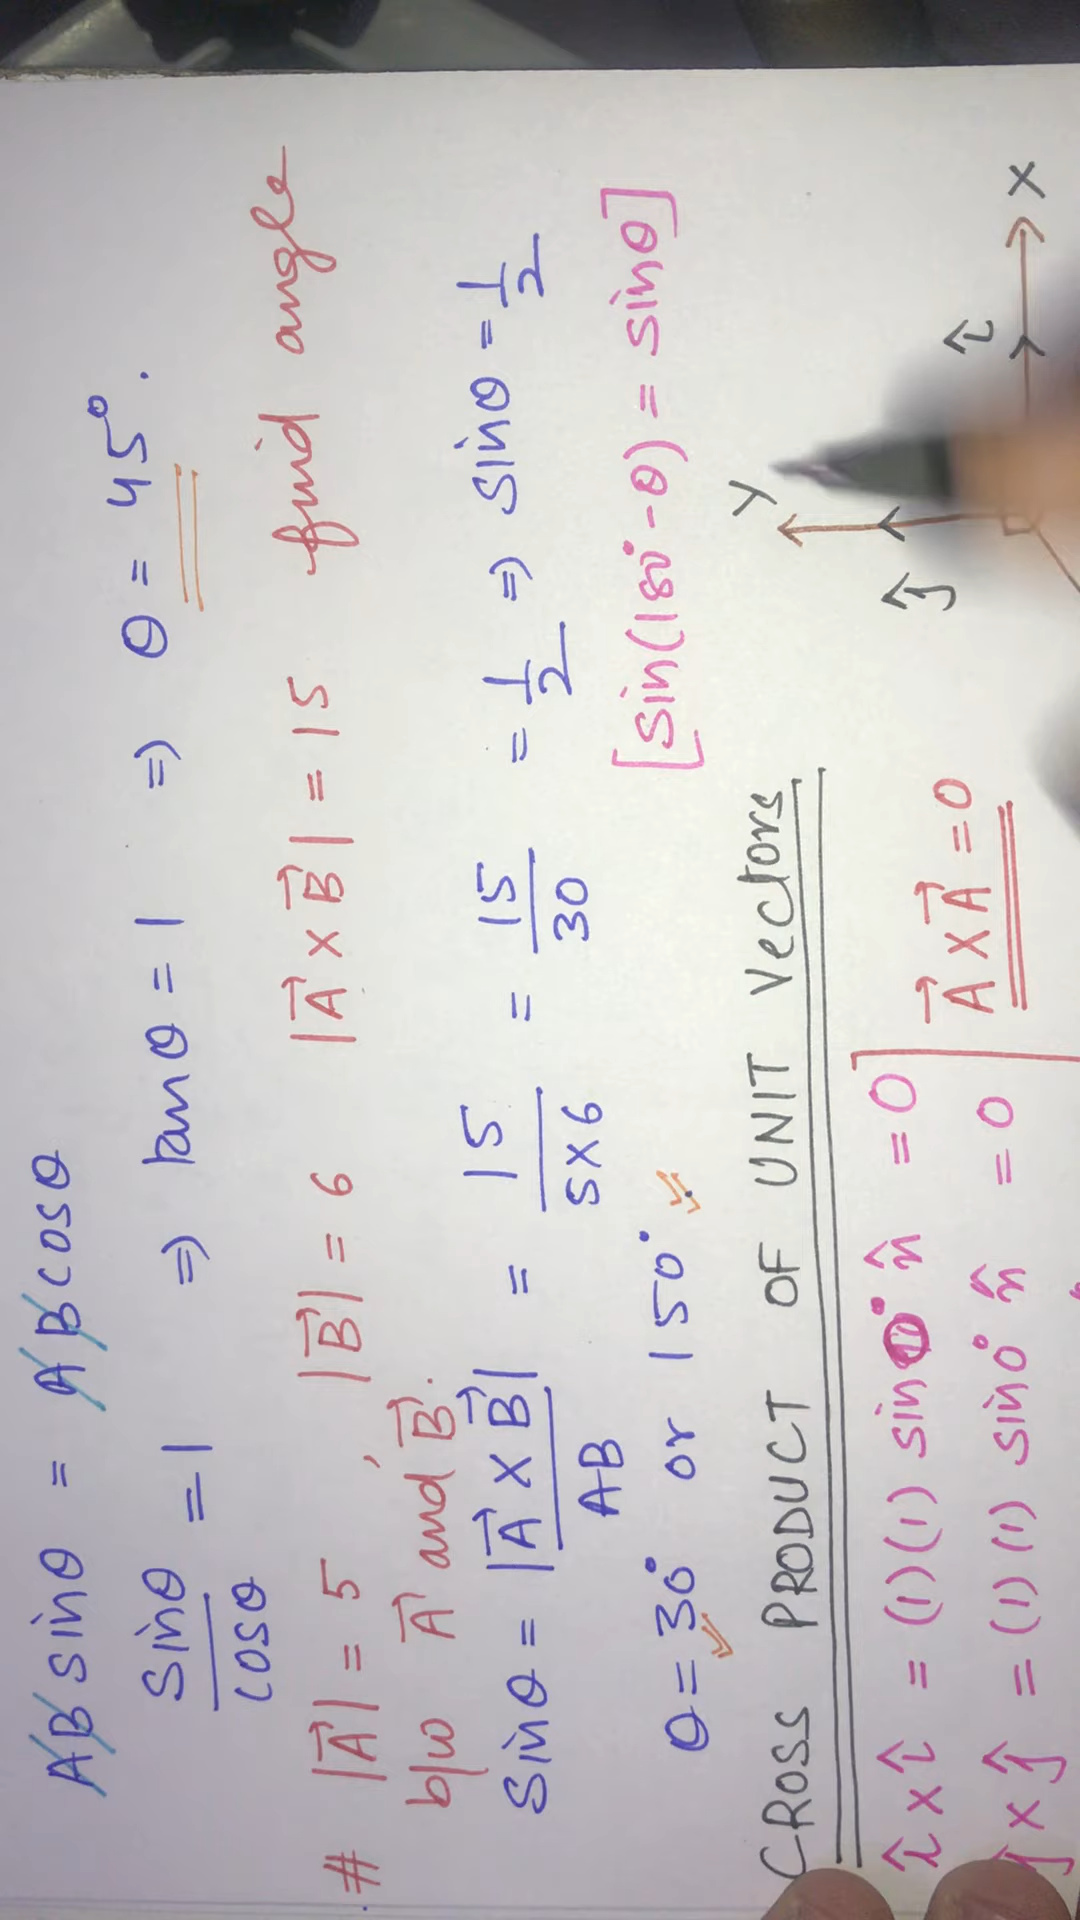 AB sinθ = AB cosθ
sinθ/cosθ = 1 ⇒ tanθ = 1 ⇒ θ = 45°.
# |A⃗| = 5, |B⃗| = 6 |A⃗ × B⃗| = 15 find angle
b/w A⃗ and B⃗.
sinθ = |A⃗ × B⃗|/AB = 15/5×6 = 15/30 = 1/2 ⇒ sinθ = 1/2
θ = 30° or 150° [sin(180° - θ) = sinθ]
CROSS PRODUCT OF UNIT Vectors
î × î = (1)(1) sin0° n̂ = 0
ĵ × ĵ = (1)(1) sin0° n̂ = 0
A⃗ × A⃗ = 0
Y
ĵ
î
X